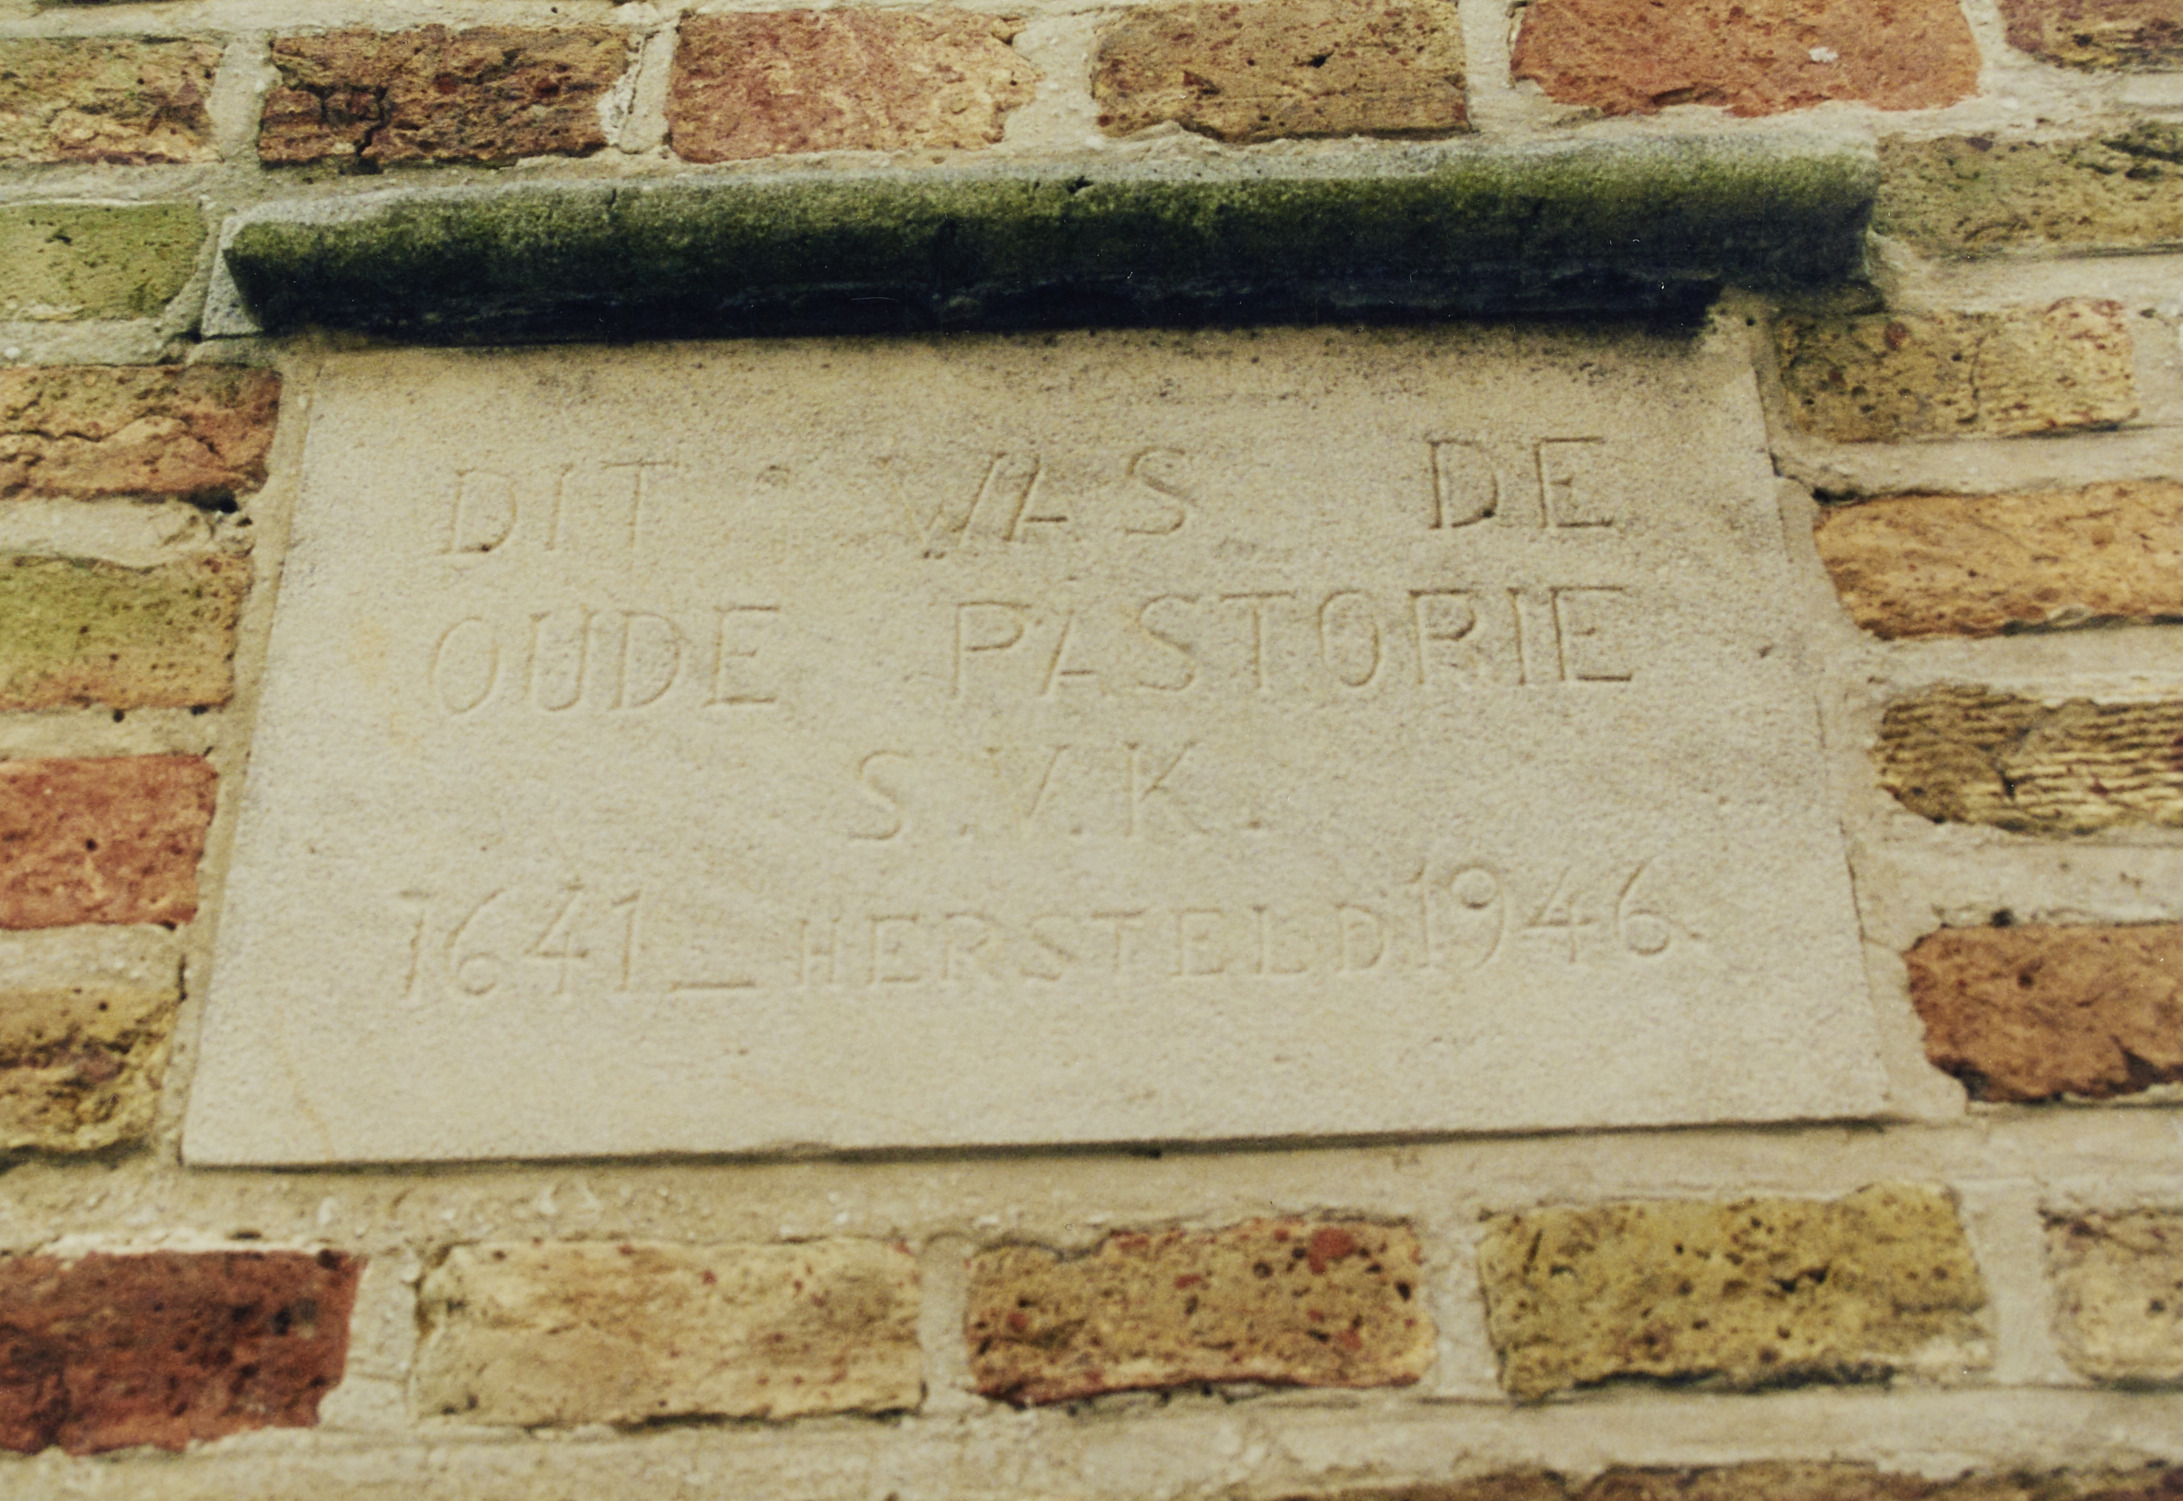 DIT WAS DE
OUDE PASTORIE
S.V.K.
1641 _ HERSTELD 1946.